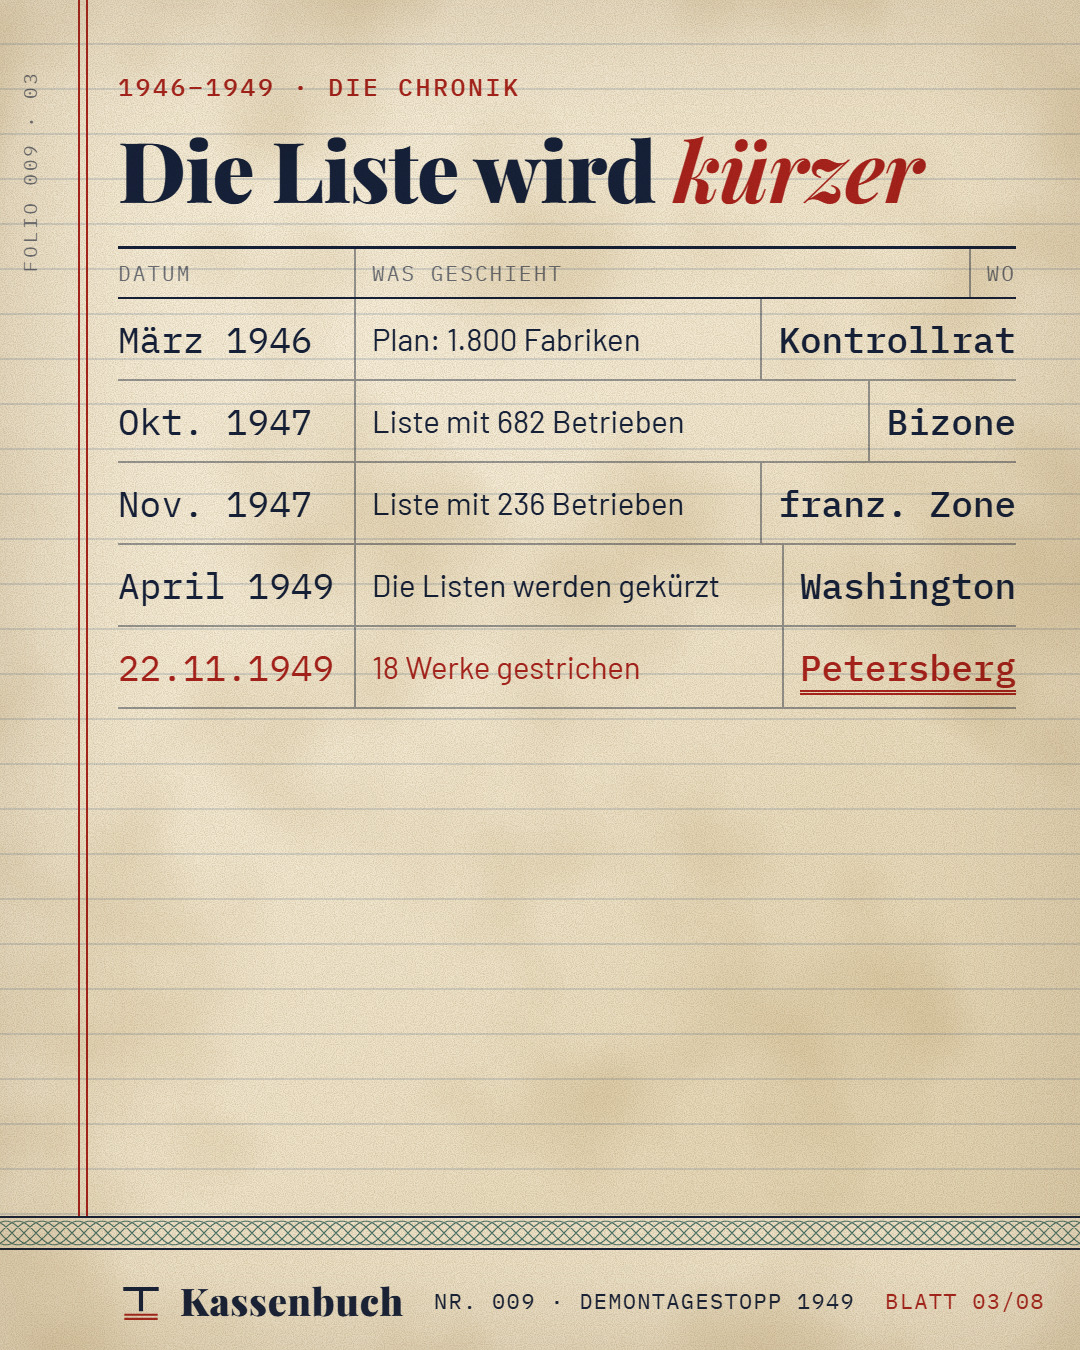 FOLIO 009 · 03
1946–1949 · DIE CHRONIK
Die Liste wird kürzer
DATUM WAS GESCHIEHT WO
März 1946 Plan: 1.800 Fabriken Kontrollrat
Okt. 1947 Liste mit 682 Betrieben Bizone
Nov. 1947 Liste mit 236 Betrieben franz. Zone
April 1949 Die Listen werden gekürzt Washington
22.11.1949 18 Werke gestrichen Petersberg
Kassenbuch NR. 009 · DEMONTAGESTOPP 1949 BLATT 03/08